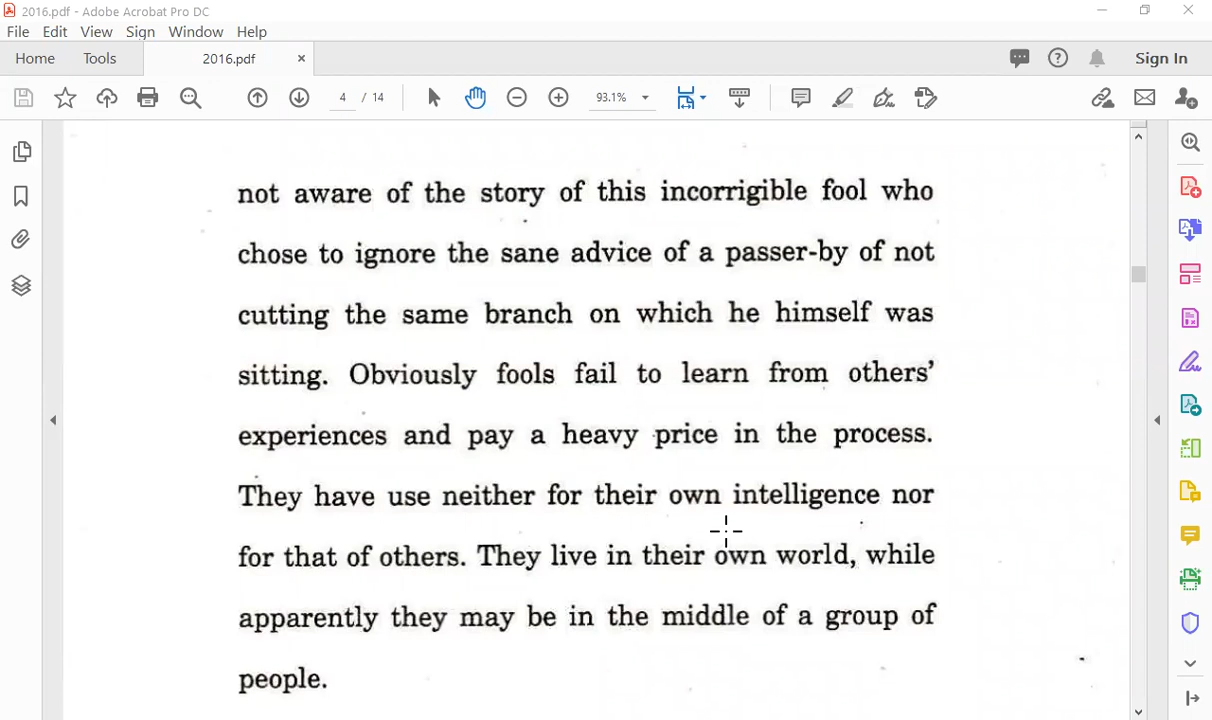 2016.pdf - Adobe Acrobat Pro DC
File Edit View Sign Window Help
Home Tools 2016.pdf × Sign In
4 / 14 93.1%
not aware of the story of this incorrigible fool who
chose to ignore the sane advice of a passer-by of not
cutting the same branch on which he himself was
sitting. Obviously fools fail to learn from others'
experiences and pay a heavy price in the process.
They have use neither for their own intelligence nor
for that of others. They live in their own world, while
apparently they may be in the middle of a group of
people.